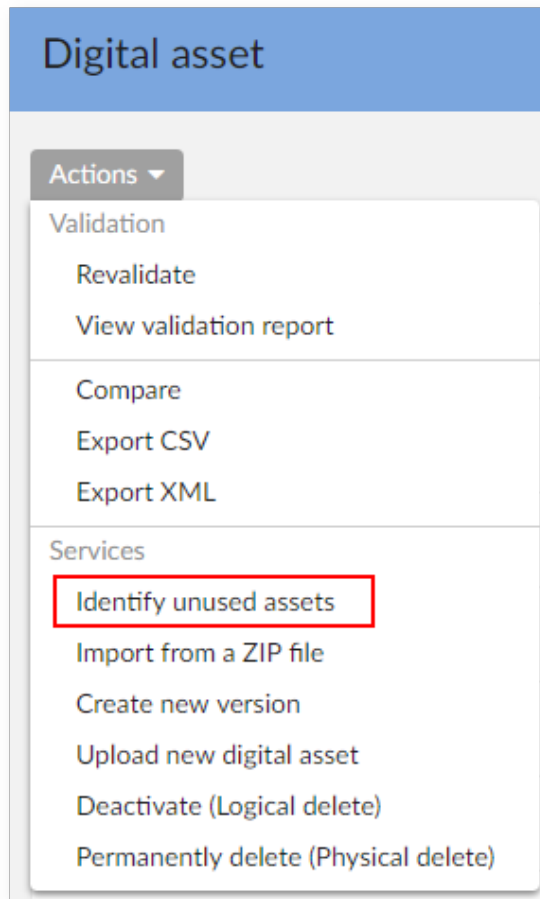 Digital asset
Actions
Validation
Revalidate
View validation report
Compare
Export CSV
Export XML
Services
Identify unused assets
Import from a ZIP file
Create new version
Upload new digital asset
Deactivate (Logical delete)
Permanently delete (Physical delete)